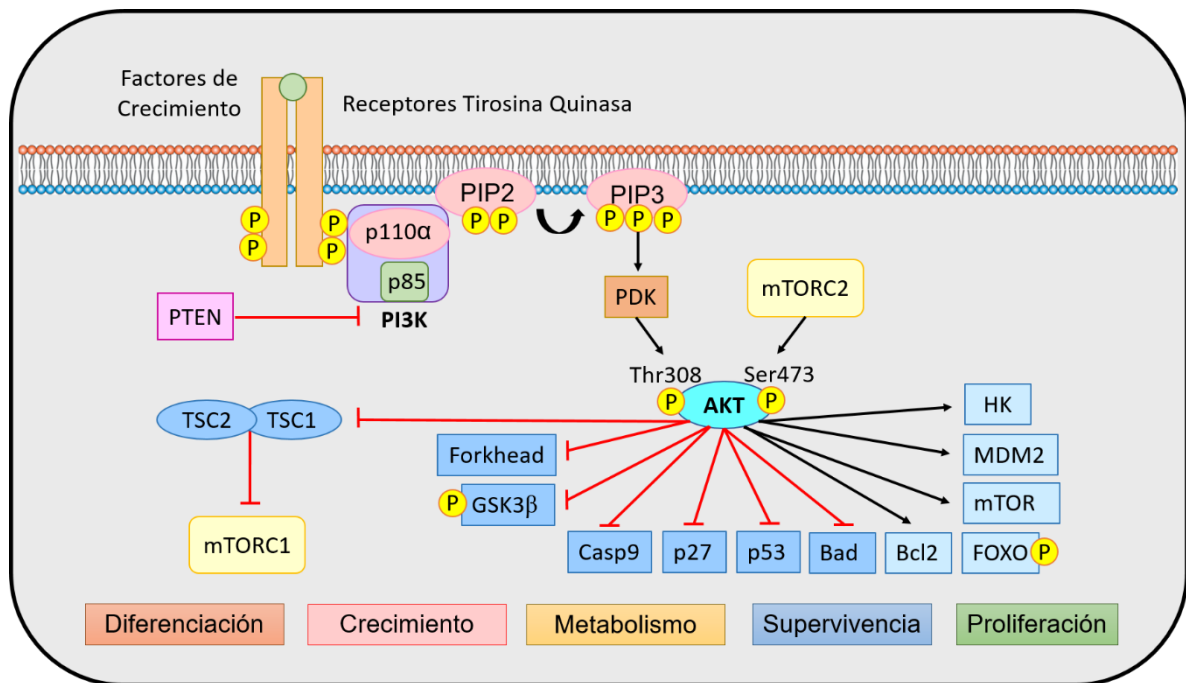 Factores de
Crecimiento
Receptores Tirosina Quinasa
PIP2
PIP3
P P
P P P
P
P
P
P
p110α
p85
PI3K
PTEN
PDK
mTORC2
Thr308
Ser473
P
AKT
P
TSC2
TSC1
HK
Forkhead
MDM2
P
GSK3β
mTOR
mTORC1
Casp9
p27
p53
Bad
Bcl2
FOXO
P
Diferenciación
Crecimiento
Metabolismo
Supervivencia
Proliferación